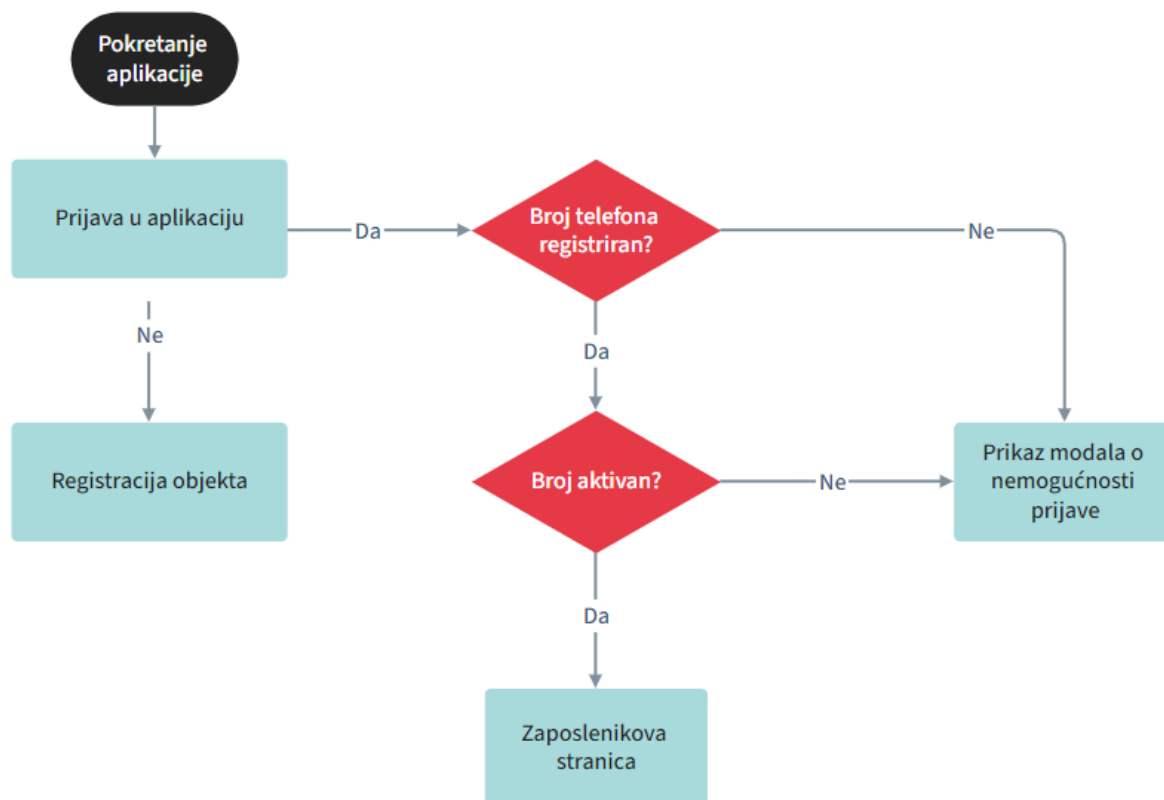 Pokretanje
aplikacije
Prijava u aplikaciju
Da
Broj telefona
registriran?
Ne
Ne
Da
Registracija objekta
Broj aktivan?
Ne
Prikaz modala o
nemogućnosti
prijave
Da
Zaposlenikova
stranica